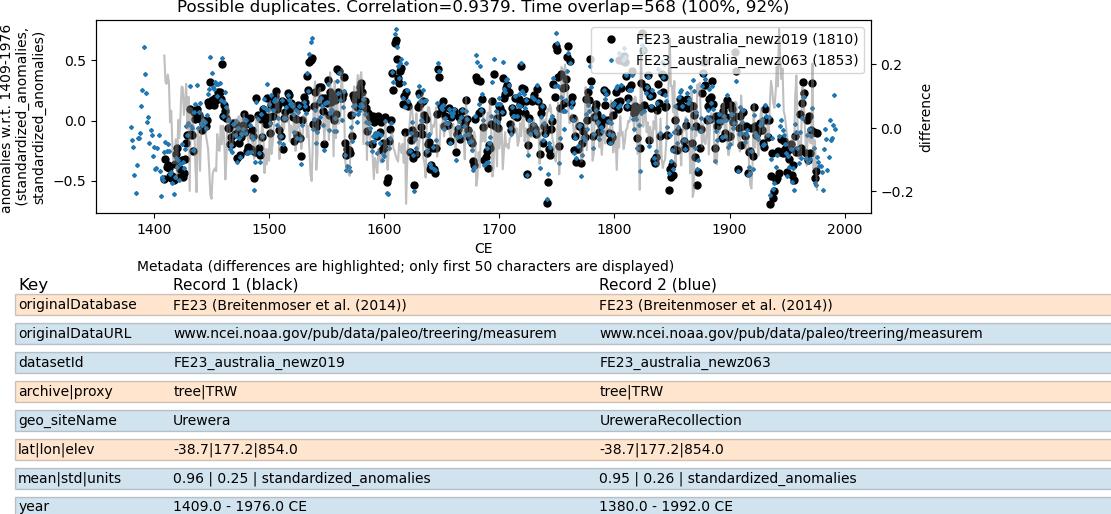 Possible duplicates. Correlation=0.9379. Time overlap=568 (100%, 92%)
anomalies w.r.t. 1409-1976
(standardized_anomalies,
standardized_anomalies)
0.5
0.0
−0.5
FE23_australia_newz019 (1810)
FE23_australia_newz063 (1853)
0.2
0.0
−0.2
difference
1400 1500 1600 1700 1800 1900 2000
CE
Metadata (differences are highlighted; only first 50 characters are displayed)
Key Record 1 (black) Record 2 (blue)
originalDatabase FE23 (Breitenmoser et al. (2014)) FE23 (Breitenmoser et al. (2014))
originalDataURL www.ncei.noaa.gov/pub/data/paleo/treering/measurem www.ncei.noaa.gov/pub/data/paleo/treering/measurem
datasetId FE23_australia_newz019 FE23_australia_newz063
archive|proxy tree|TRW tree|TRW
geo_siteName Urewera UreweraRecollection
lat|lon|elev -38.7|177.2|854.0 -38.7|177.2|854.0
mean|std|units 0.96 | 0.25 | standardized_anomalies 0.95 | 0.26 | standardized_anomalies
year 1409.0 - 1976.0 CE 1380.0 - 1992.0 CE